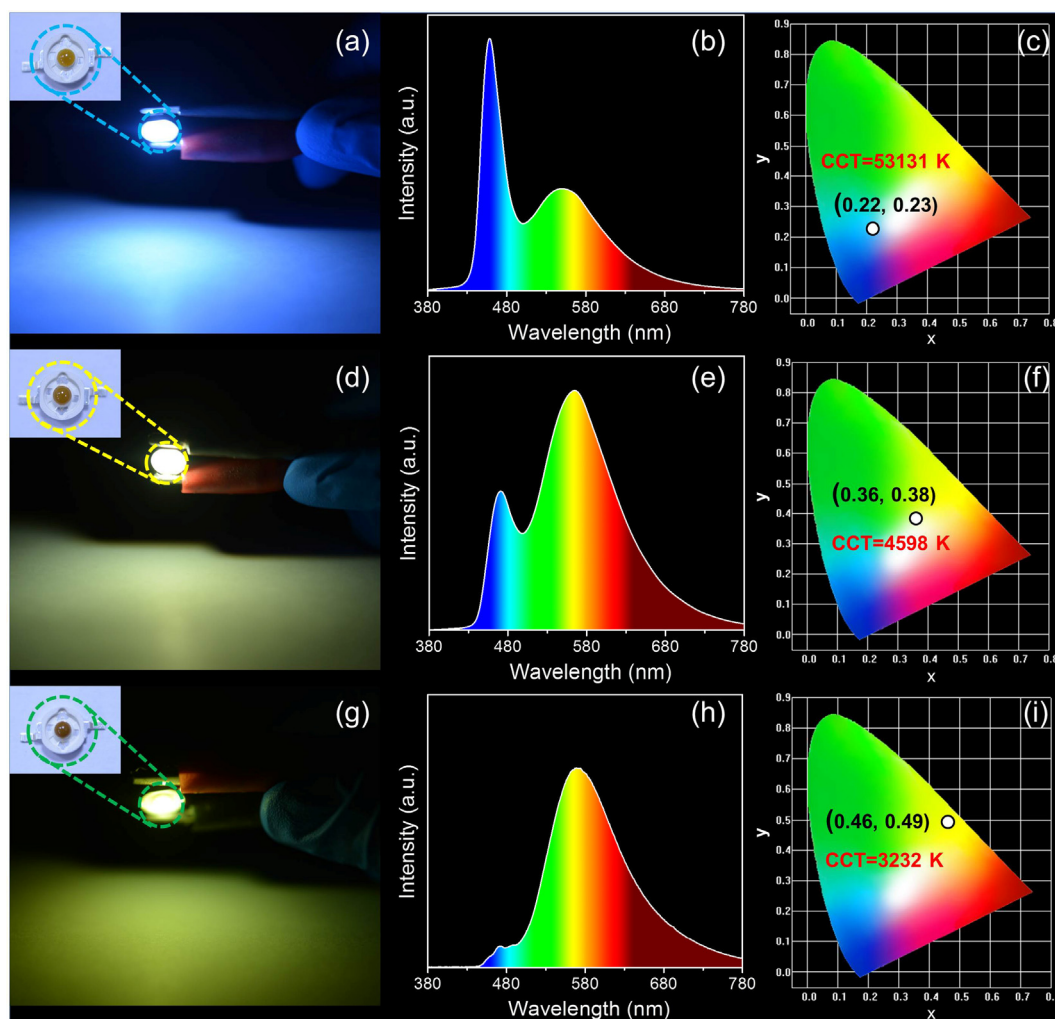 (a)
(b)
Intensity (a.u.)
380 480 580 680 780
Wavelength (nm)
(c)
0.9
0.8
0.7
0.6
0.5
0.4
0.3
0.2
0.1
0.0
y
CCT=53131 K
(0.22, 0.23)
0.0 0.1 0.2 0.3 0.4 0.5 0.6 0.7 0.8
x
(d)
(e)
Intensity (a.u.)
380 480 580 680 780
Wavelength (nm)
(f)
0.9
0.8
0.7
0.6
0.5
0.4
0.3
0.2
0.1
0.0
y
(0.36, 0.38)
CCT=4598 K
0.0 0.1 0.2 0.3 0.4 0.5 0.6 0.7 0.8
x
(g)
(h)
Intensity (a.u.)
380 480 580 680 780
Wavelength (nm)
(i)
0.9
0.8
0.7
0.6
0.5
0.4
0.3
0.2
0.1
0.0
y
(0.46, 0.49)
CCT=3232 K
0.0 0.1 0.2 0.3 0.4 0.5 0.6 0.7 0.8
x